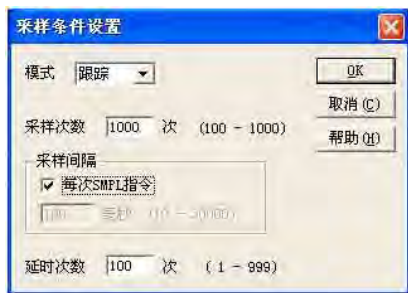 采样条件设置
模式 跟踪
OK
取消(C)
采样次数 1000 次 (100 - 1000)
帮助(H)
采样间隔
每次SMPL指令
毫秒 (10 - 30000)
延时次数 100 次 (1 - 999)